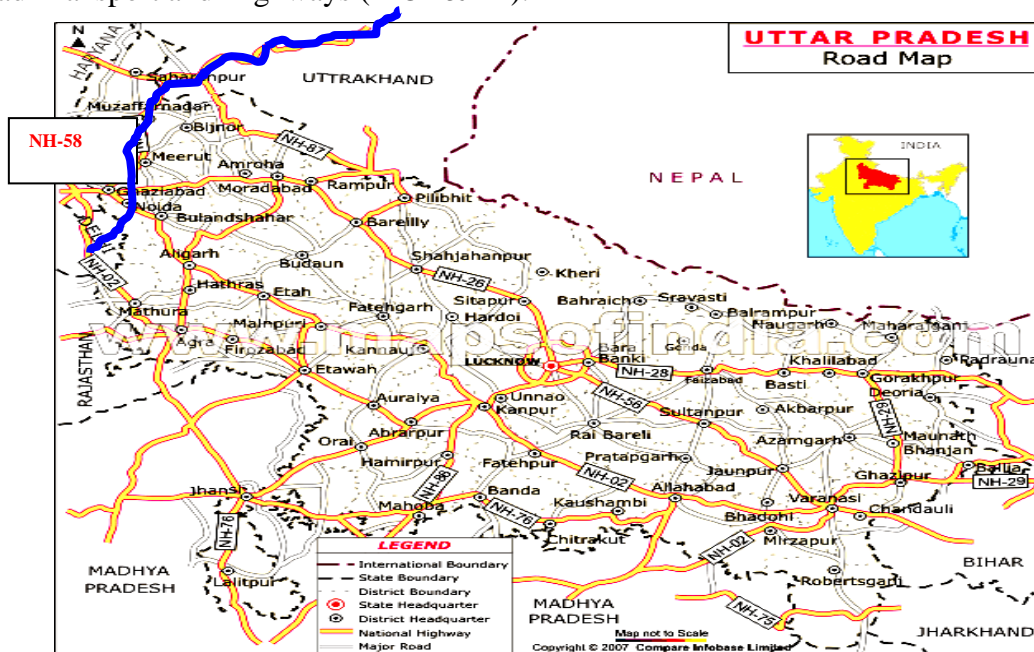 UTTAR PRADESH
Road Map
N
HARYANA
Saharanpur
UTTRAKHAND
Muzaffarnagar
Bijnor
NH-58
NH-87
INDIA
Meerut
Amroha
Moradabad
Rampur
NEPAL
Ghaziabad
Noida
Pilibhit
Bulandshahar
Bareilly
DELHI
NH-02
Aligarh
Budaun
Shahjahanpur
Kheri
NH-26
Hathras
Etah
Sitapur
Bahraich
Sravasti
Balrampur
Mathura
Fatehgarh
Hardoi
Naugarh
Maharajganj
www.mapsofindia.com
Agra
Mainpuri
Firozabad
Kannauj
LUCKNOW
Bara
Banki
Gonda
Padrauna
RAJASTHAN
Etawah
NH-28
Faizabad
Basti
Khalilabad
Gorakhpur
Deoria
Auraiya
Unnao
Kanpur
NH-56
Sultanpur
Akbarpur
NH-29
Abrarpur
Orai
Rai Bareli
Azamgarh
Maunath
Bhanjan
Hamirpur
Fatehpur
Pratapgarh
Jaunpur
Ghazipur
Ballia
NH-29
Jhansi
Banda
NH-02
Kaushambi
Allahabad
Varanasi
Chandauli
Mahoba
NH-76
NH-76
Chitrakut
Bhadohi
Mirzapur
NH-02
BIHAR
LEGEND
International Boundary
State Boundary
District Boundary
State Headquarter
District Headquarter
National Highway
Major Road
MADHYA
PRADESH
Lalitpur
MADHYA
PRADESH
Robertsganj
NH-75
JHARKHAND
Map not to Scale
Copyright © 2007 Compare Infobase Limited